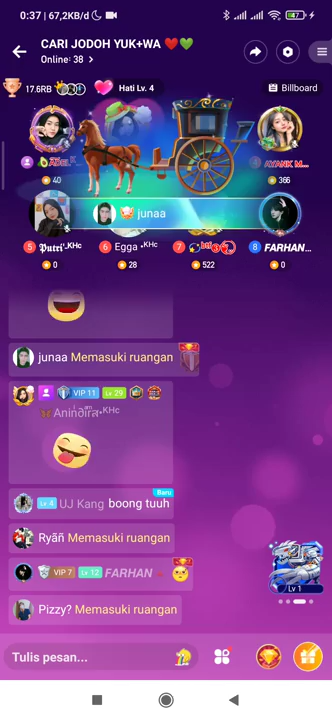 0:37 | 67,2KB/d
47
CARI JODOH YUK+WA ❤️💚
Online: 38 >
17.6RB
Hati Lv. 4
Billboard
40
366
junaa
5 Putri'-ᴷᴴᶜ
6 Egga -ᴷᴴᶜ
7
8 FARHAN...
0
28
522
0
junaa Memasuki ruangan
VIP 11 Lv 29
Baru
Lv 4 UJ Kang boong tuuh
Ryāñ Memasuki ruangan
VIP 7 Lv 12 FARHAN
Lv 1
Pizzy? Memasuki ruangan
Tulis pesan...